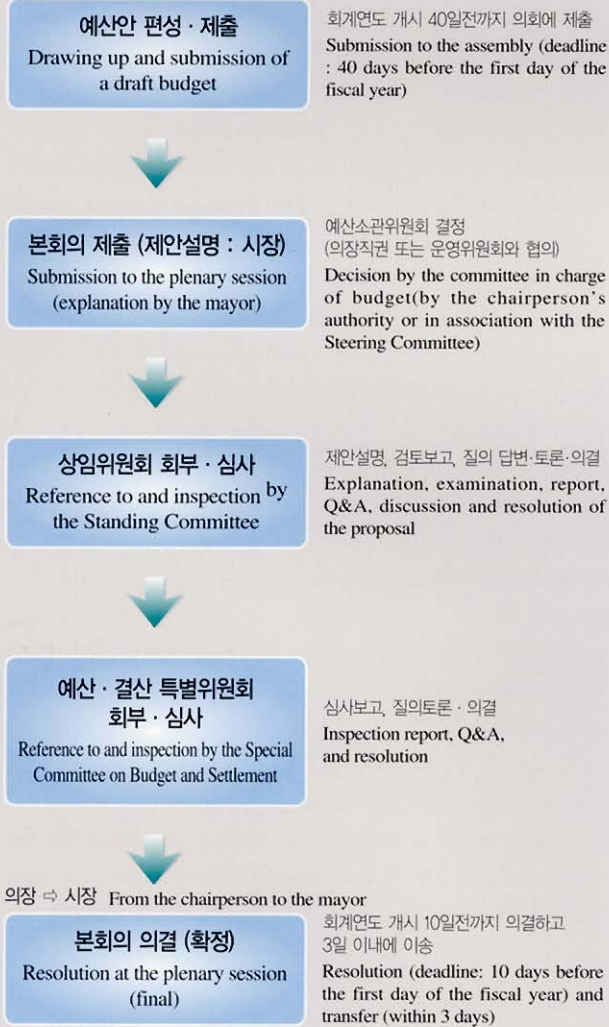 예산안 편성 · 제출
Drawing up and submission of
a draft budget
회계연도 개시 40일전까지 의회에 제출
Submission to the assembly (deadline
: 40 days before the first day of the
fiscal year)
본회의 제출 (제안설명 : 시장)
Submission to the plenary session
(explanation by the mayor)
예산소관위원회 결정
(의장직권 또는 운영위원회와 협의)
Decision by the committee in charge
of budget(by the chairperson's
authority or in association with the
Steering Committee)
상임위원회 회부 · 심사
Reference to and inspection by
the Standing Committee
제안설명, 검토보고, 질의 답변·토론·의결
Explanation, examination, report,
Q&A, discussion and resolution of
the proposal
예산 · 결산 특별위원회
회부 · 심사
Reference to and inspection by the Special
Committee on Budget and Settlement
심사보고, 질의토론 · 의결
Inspection report, Q&A,
and resolution
의장 ⇨ 시장 From the chairperson to the mayor
본회의 의결 (확정)
Resolution at the plenary session
(final)
회계연도 개시 10일전까지 의결하고
3일 이내에 이송
Resolution (deadline: 10 days before
the first day of the fiscal year) and
transfer (within 3 days)